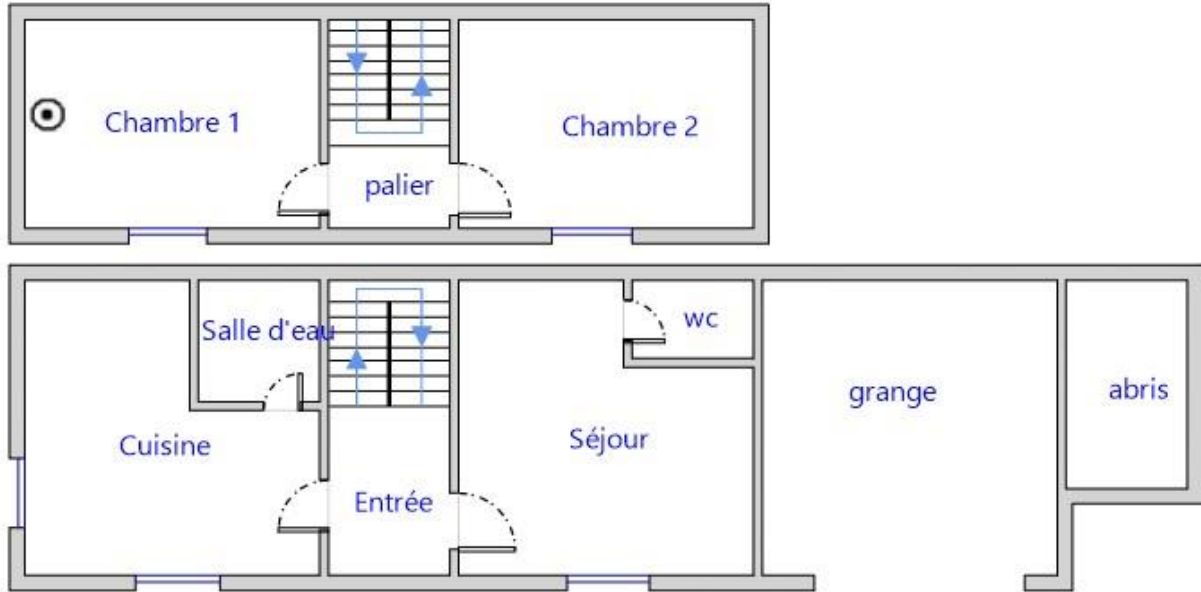 Chambre 1
Chambre 2
palier
Salle d'eau
wc
grange
abris
Cuisine
Séjour
Entrée